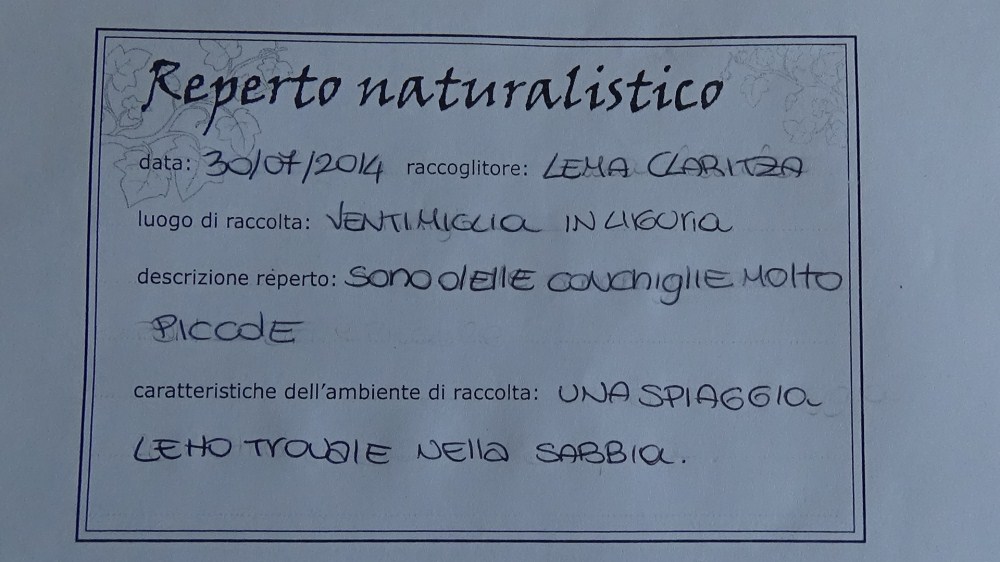 Reperto naturalistico
data: 30/07/2014 raccoglitore: LEMA CLARITZA
luogo di raccolta: VENTIMIGLIA IN LIGURIA
descrizione reperto: SONO DELLE CONCHIGLIE MOLTO
PICCOLE
caratteristiche dell'ambiente di raccolta: UNA SPIAGGIA
LE HO TROVATE NELLA SABBIA.